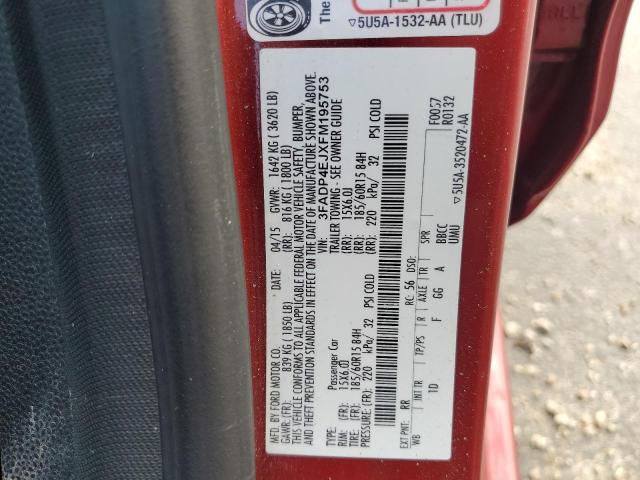 The
▽5U5A-1532-AA (TLU)
MFD. BY FORD MOTOR CO.
DATE: 04/15 GVWR: 1642 KG ( 3620 LB)
GAWR: (FR): 839 KG ( 1850 LB) (RR): 816 KG ( 1800 LB)
THIS VEHICLE CONFORMS TO ALL APPLICABLE FEDERAL MOTOR VEHICLE SAFETY, BUMPER,
AND THEFT PREVENTION STANDARDS IN EFFECT ON THE DATE OF MANUFACTURE SHOWN ABOVE.
VIN: 3FADP4EJXFM195753
TYPE: Passenger Car TRAILER TOWING - SEE OWNER GUIDE
RIM: (FR): 15X6.0J (RR): 15X6.0J
TIRE: (FR): 185/60R15 84H (RR): 185/60R15 84H
PRESSURE: (FR): 220 kPa/ 32 PSI COLD (RR): 220 kPa/ 32 PSI COLD
F0057
R0132
EXT PNT: RR RC: 56 DSO:
WB INT TR TP/PS R AXLE TR SPR BBCC
1D F GG A UMU
▽5U5A-3520472-AA